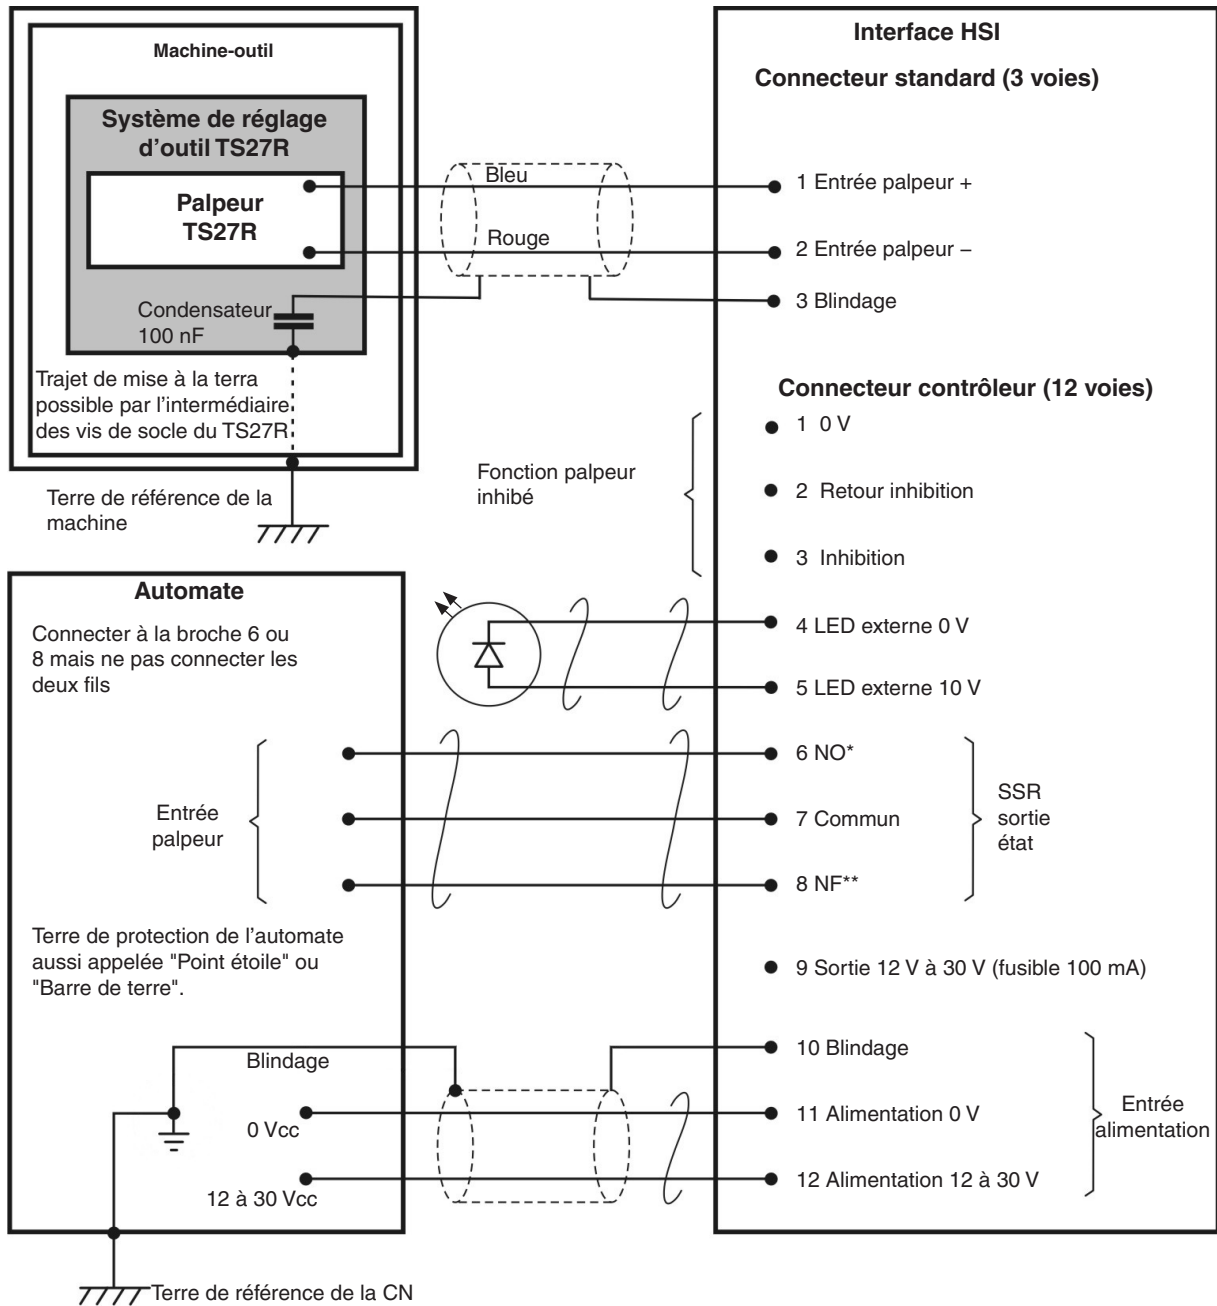 Machine-outil
Système de réglage
d'outil TS27R
Palpeur
TS27R
Condensateur
100 nF
Trajet de mise à la terra
possible par l'intermédiaire
des vis de socle du TS27R
Terre de référence de la
machine
Bleu
Rouge
Interface HSI
Connecteur standard (3 voies)
1 Entrée palpeur +
2 Entrée palpeur –
3 Blindage
Connecteur contrôleur (12 voies)
1 0 V
2 Retour inhibition
3 Inhibition
Fonction palpeur
inhibé
4 LED externe 0 V
5 LED externe 10 V
6 NO*
7 Commun
8 NF**
SSR
sortie
état
9 Sortie 12 V à 30 V (fusible 100 mA)
10 Blindage
11 Alimentation 0 V
12 Alimentation 12 à 30 V
Entrée
alimentation
Automate
Connecter à la broche 6 ou
8 mais ne pas connecter les
deux fils
Entrée
palpeur
Terre de protection de l'automate
aussi appelée "Point étoile" ou
"Barre de terre".
Blindage
0 Vcc
12 à 30 Vcc
Terre de référence de la CN